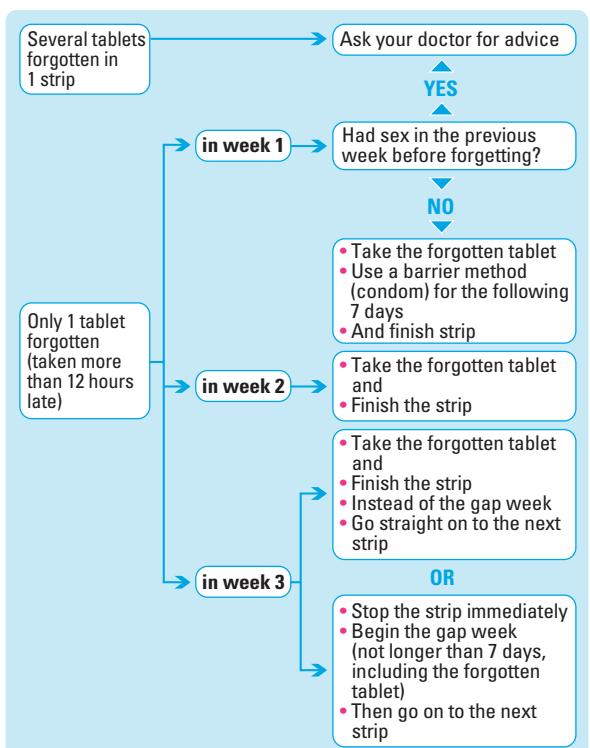 Several tablets
forgotten in
1 strip
Ask your doctor for advice
YES
in week 1
Had sex in the previous
week before forgetting?
NO
• Take the forgotten tablet
• Use a barrier method
(condom) for the following
7 days
• And finish strip
Only 1 tablet
forgotten
(taken more
than 12 hours
late)
in week 2
• Take the forgotten tablet
and
• Finish the strip
• Take the forgotten tablet
and
• Finish the strip
• Instead of the gap week
• Go straight on to the next
strip
in week 3
OR
• Stop the strip immediately
• Begin the gap week
(not longer than 7 days,
including the forgotten
tablet)
• Then go on to the next
strip